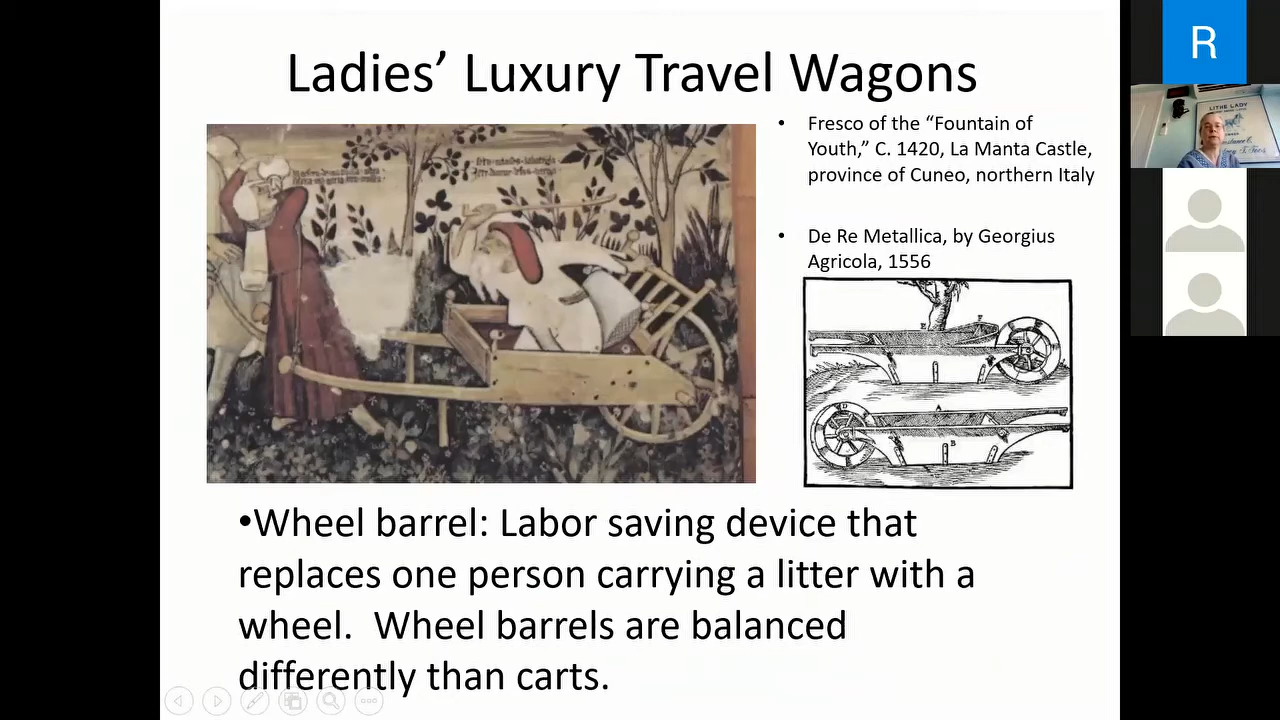 Ladies’ Luxury Travel Wagons
• Fresco of the “Fountain of
Youth,” C. 1420, La Manta Castle,
province of Cuneo, northern Italy
• De Re Metallica, by Georgius
Agricola, 1556
•Wheel barrel: Labor saving device that
replaces one person carrying a litter with a
wheel.  Wheel barrels are balanced
differently than carts.
R
LITHE LADY